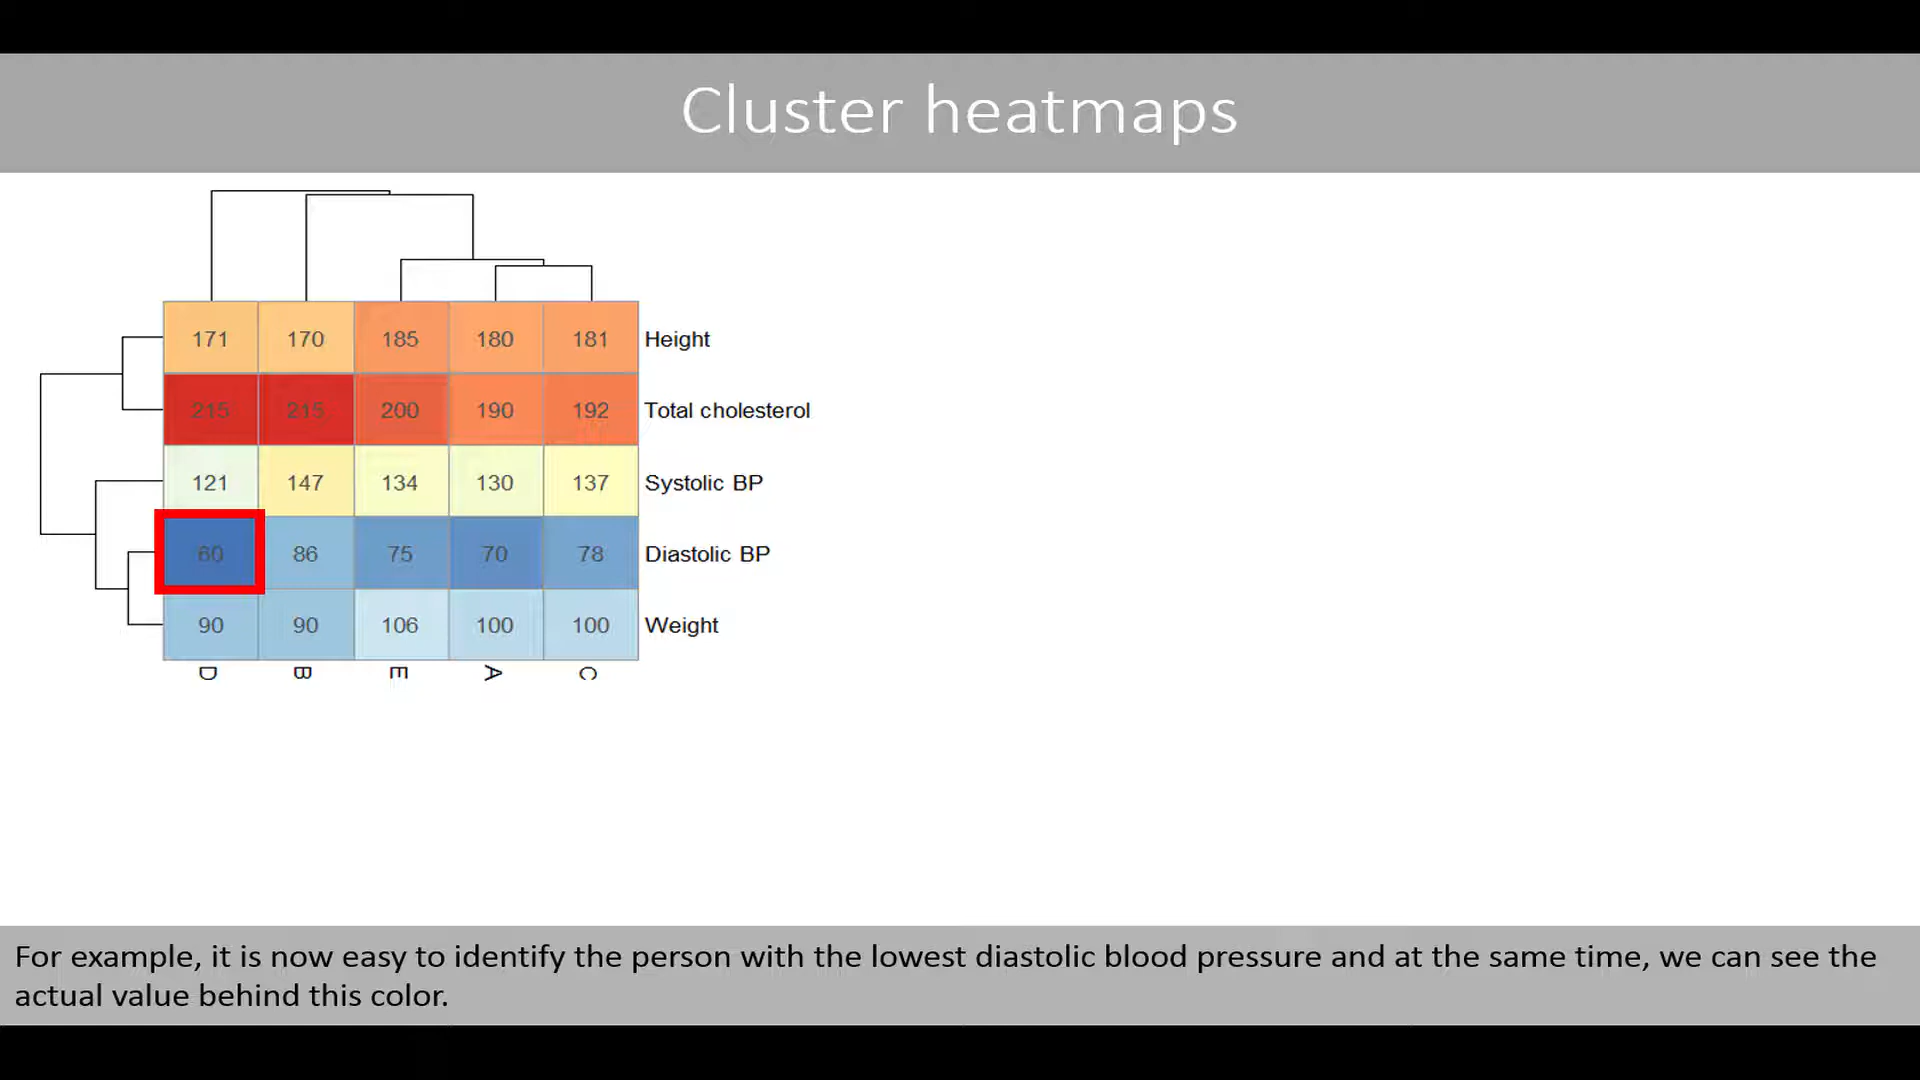 Cluster heatmaps
171 170 185 180 181 Height
215 215 200 190 192 Total cholesterol
121 147 134 130 137 Systolic BP
60 86 75 70 78 Diastolic BP
90 90 106 100 100 Weight
D B E A C
For example, it is now easy to identify the person with the lowest diastolic blood pressure and at the same time, we can see the
actual value behind this color.